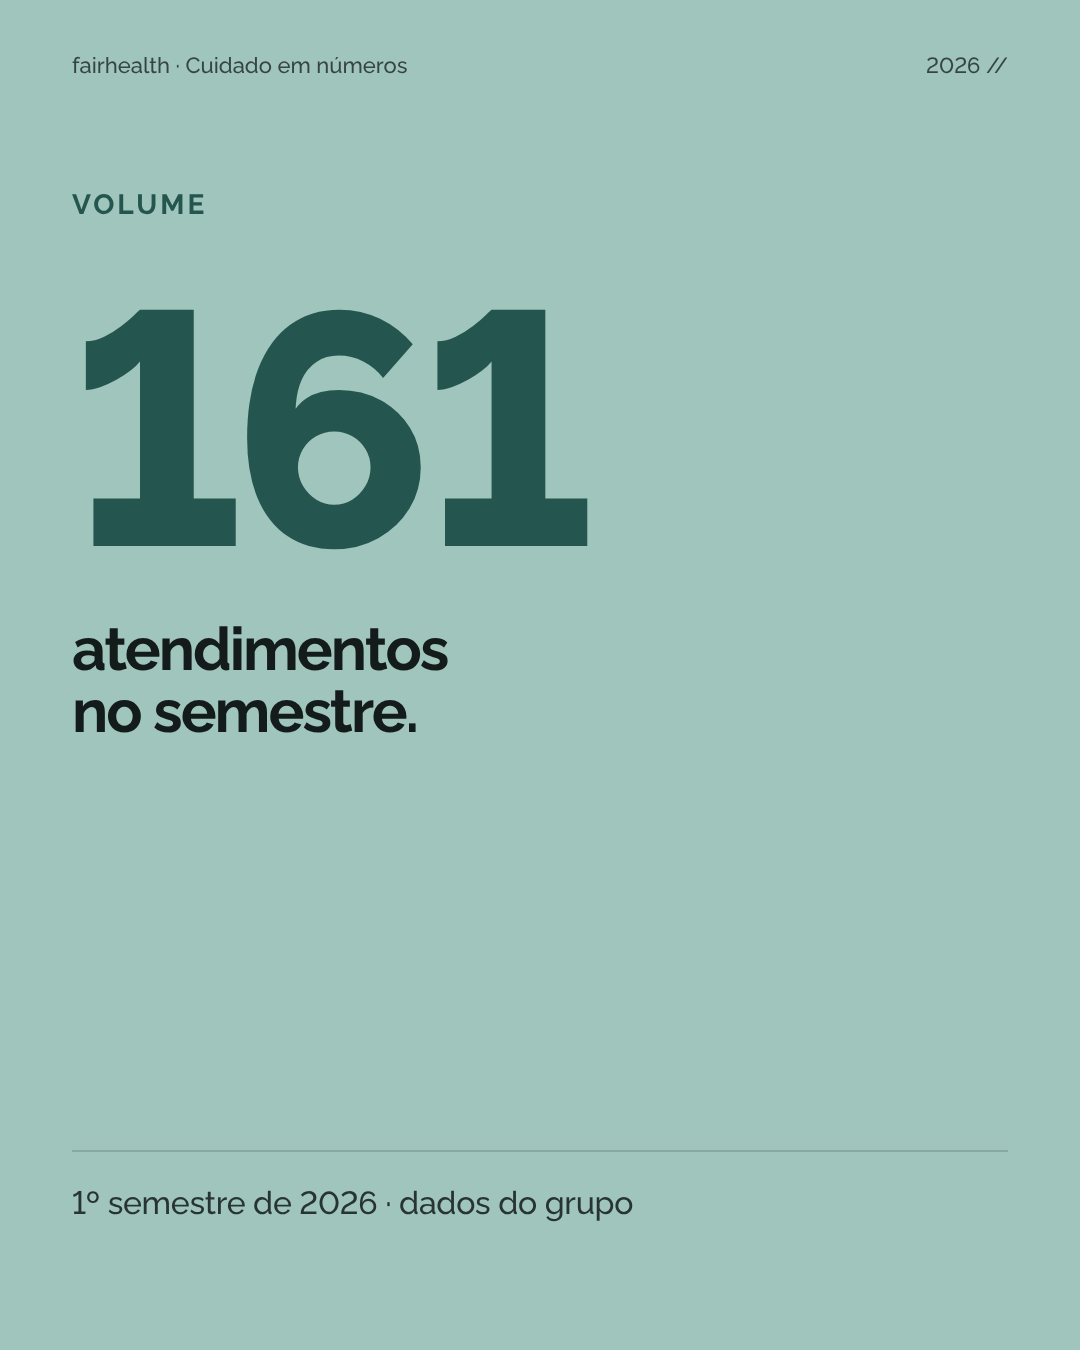 fairhealth · Cuidado em números
2026 //
VOLUME
161
atendimentos
no semestre.
1º semestre de 2026 · dados do grupo